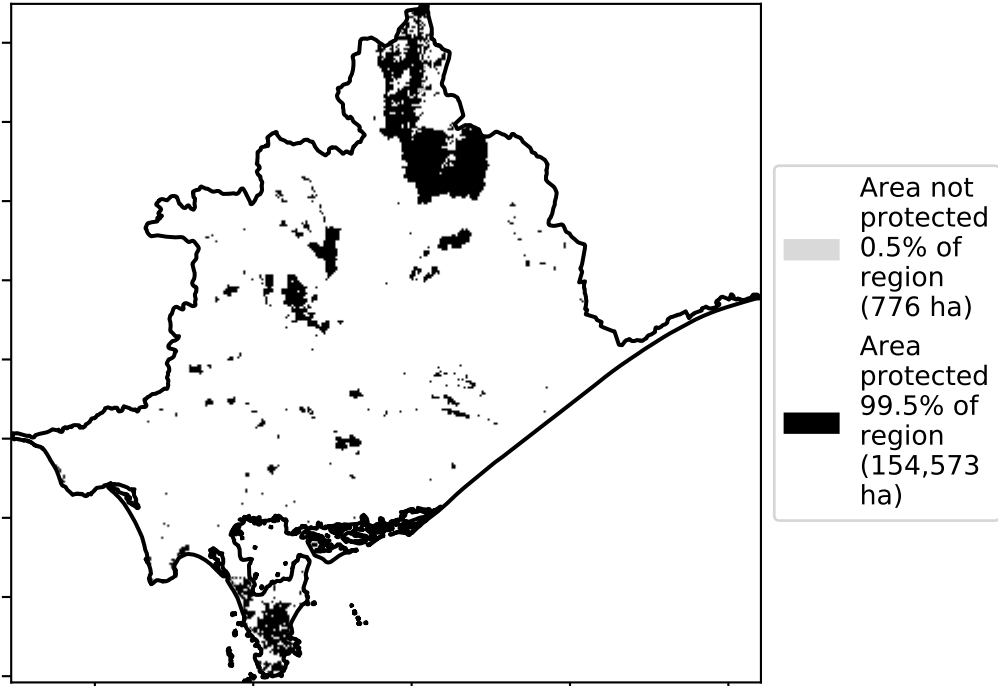 Area not
protected
0.5% of
region
(776 ha)
Area
protected
99.5% of
region
(154,573
ha)